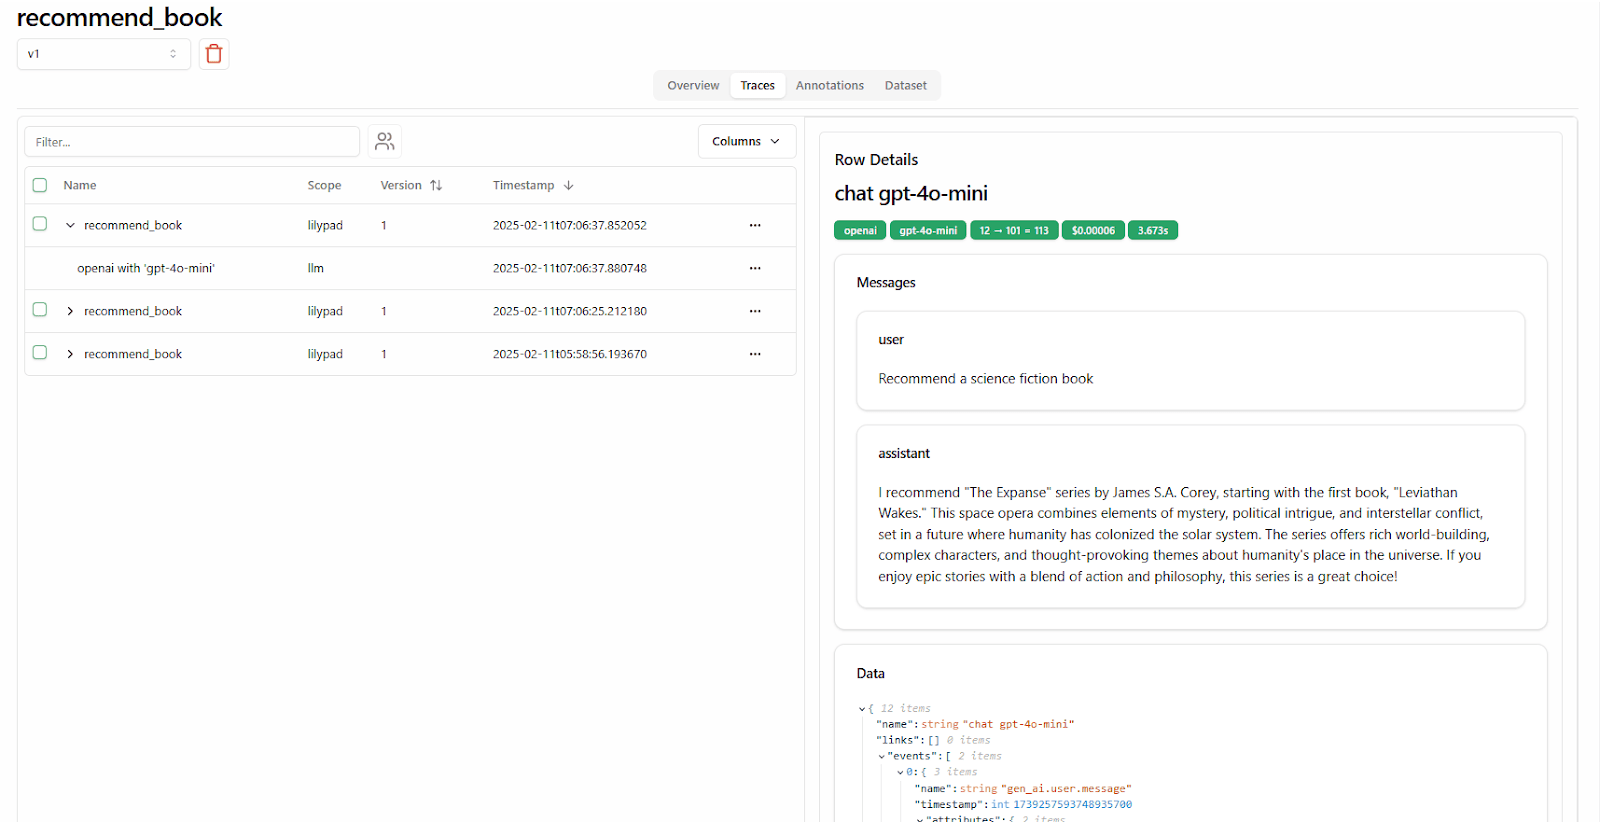 recommend_book
v1
Overview Traces Annotations Dataset
Filter...
Columns
Name Scope Version Timestamp
recommend_book lilypad 1 2025-02-11t07:06:37.852052 ...
openai with 'gpt-4o-mini' llm 2025-02-11t07:06:37.880748 ...
recommend_book lilypad 1 2025-02-11t07:06:25.212180 ...
recommend_book lilypad 1 2025-02-11t05:58:56.193670 ...
Row Details
chat gpt-4o-mini
openai gpt-4o-mini 12 → 101 = 113 $0.00006 3.673s
Messages
user
Recommend a science fiction book
assistant
I recommend "The Expanse" series by James S.A. Corey, starting with the first book, "Leviathan
Wakes." This space opera combines elements of mystery, political intrigue, and interstellar conflict,
set in a future where humanity has colonized the solar system. The series offers rich world-building,
complex characters, and thought-provoking themes about humanity's place in the universe. If you
enjoy epic stories with a blend of action and philosophy, this series is a great choice!
Data
{ 12 items
"name": string "chat gpt-4o-mini"
"links": [] 0 items
"events": [ 2 items
0: { 3 items
"name": string "gen_ai.user.message"
"timestamp": int 1739257593748935700
"attributes": { 2 items